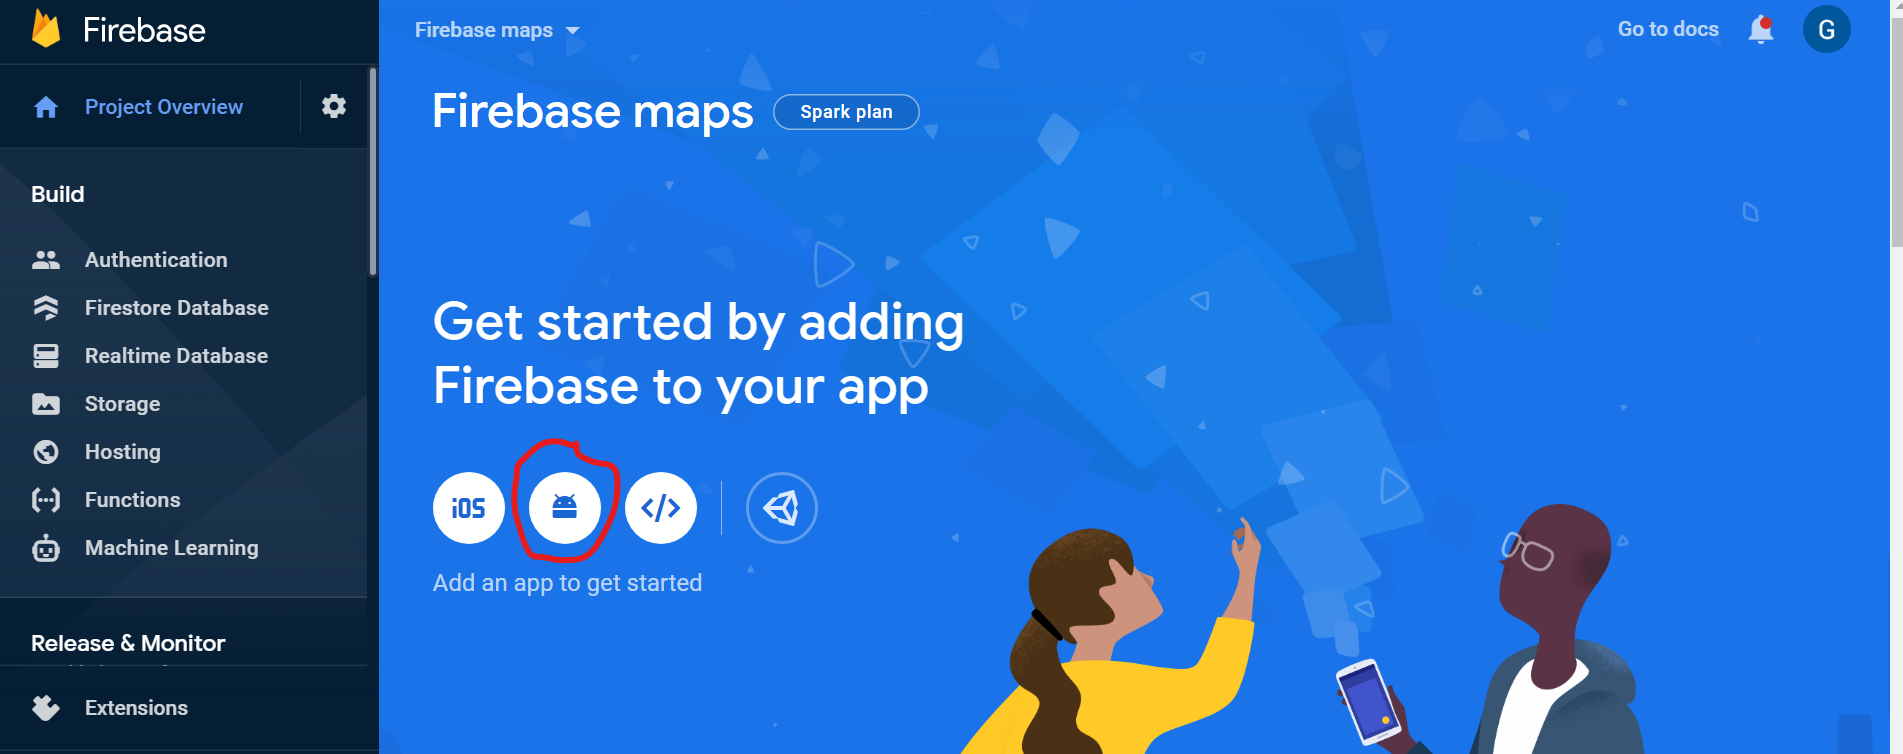 Firebase
Project Overview
Build
Authentication
Firestore Database
Realtime Database
Storage
Hosting
Functions
Machine Learning
Release & Monitor
Extensions
Firebase maps
Go to docs
G
Firebase maps
Spark plan
Get started by adding
Firebase to your app
iOS
</>
Add an app to get started